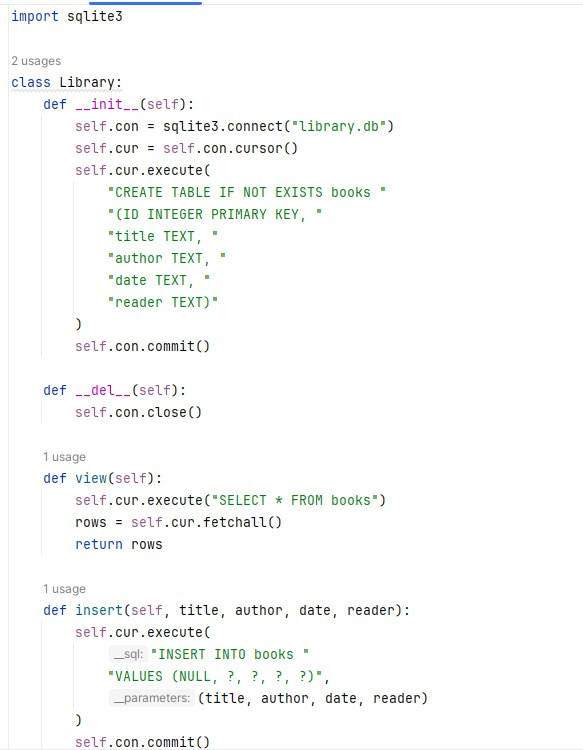 import sqlite3
2 usages
class Library:
    def __init__(self):
        self.con = sqlite3.connect("library.db")
        self.cur = self.con.cursor()
        self.cur.execute(
            "CREATE TABLE IF NOT EXISTS books "
            "(ID INTEGER PRIMARY KEY, "
            "title TEXT, "
            "author TEXT, "
            "date TEXT, "
            "reader TEXT)"
        )
        self.con.commit()
    def __del__(self):
        self.con.close()
    1 usage
    def view(self):
        self.cur.execute("SELECT * FROM books")
        rows = self.cur.fetchall()
        return rows
    1 usage
    def insert(self, title, author, date, reader):
        self.cur.execute(
            __sql: "INSERT INTO books "
            "VALUES (NULL, ?, ?, ?, ?)",
            __parameters: (title, author, date, reader)
        )
        self.con.commit()